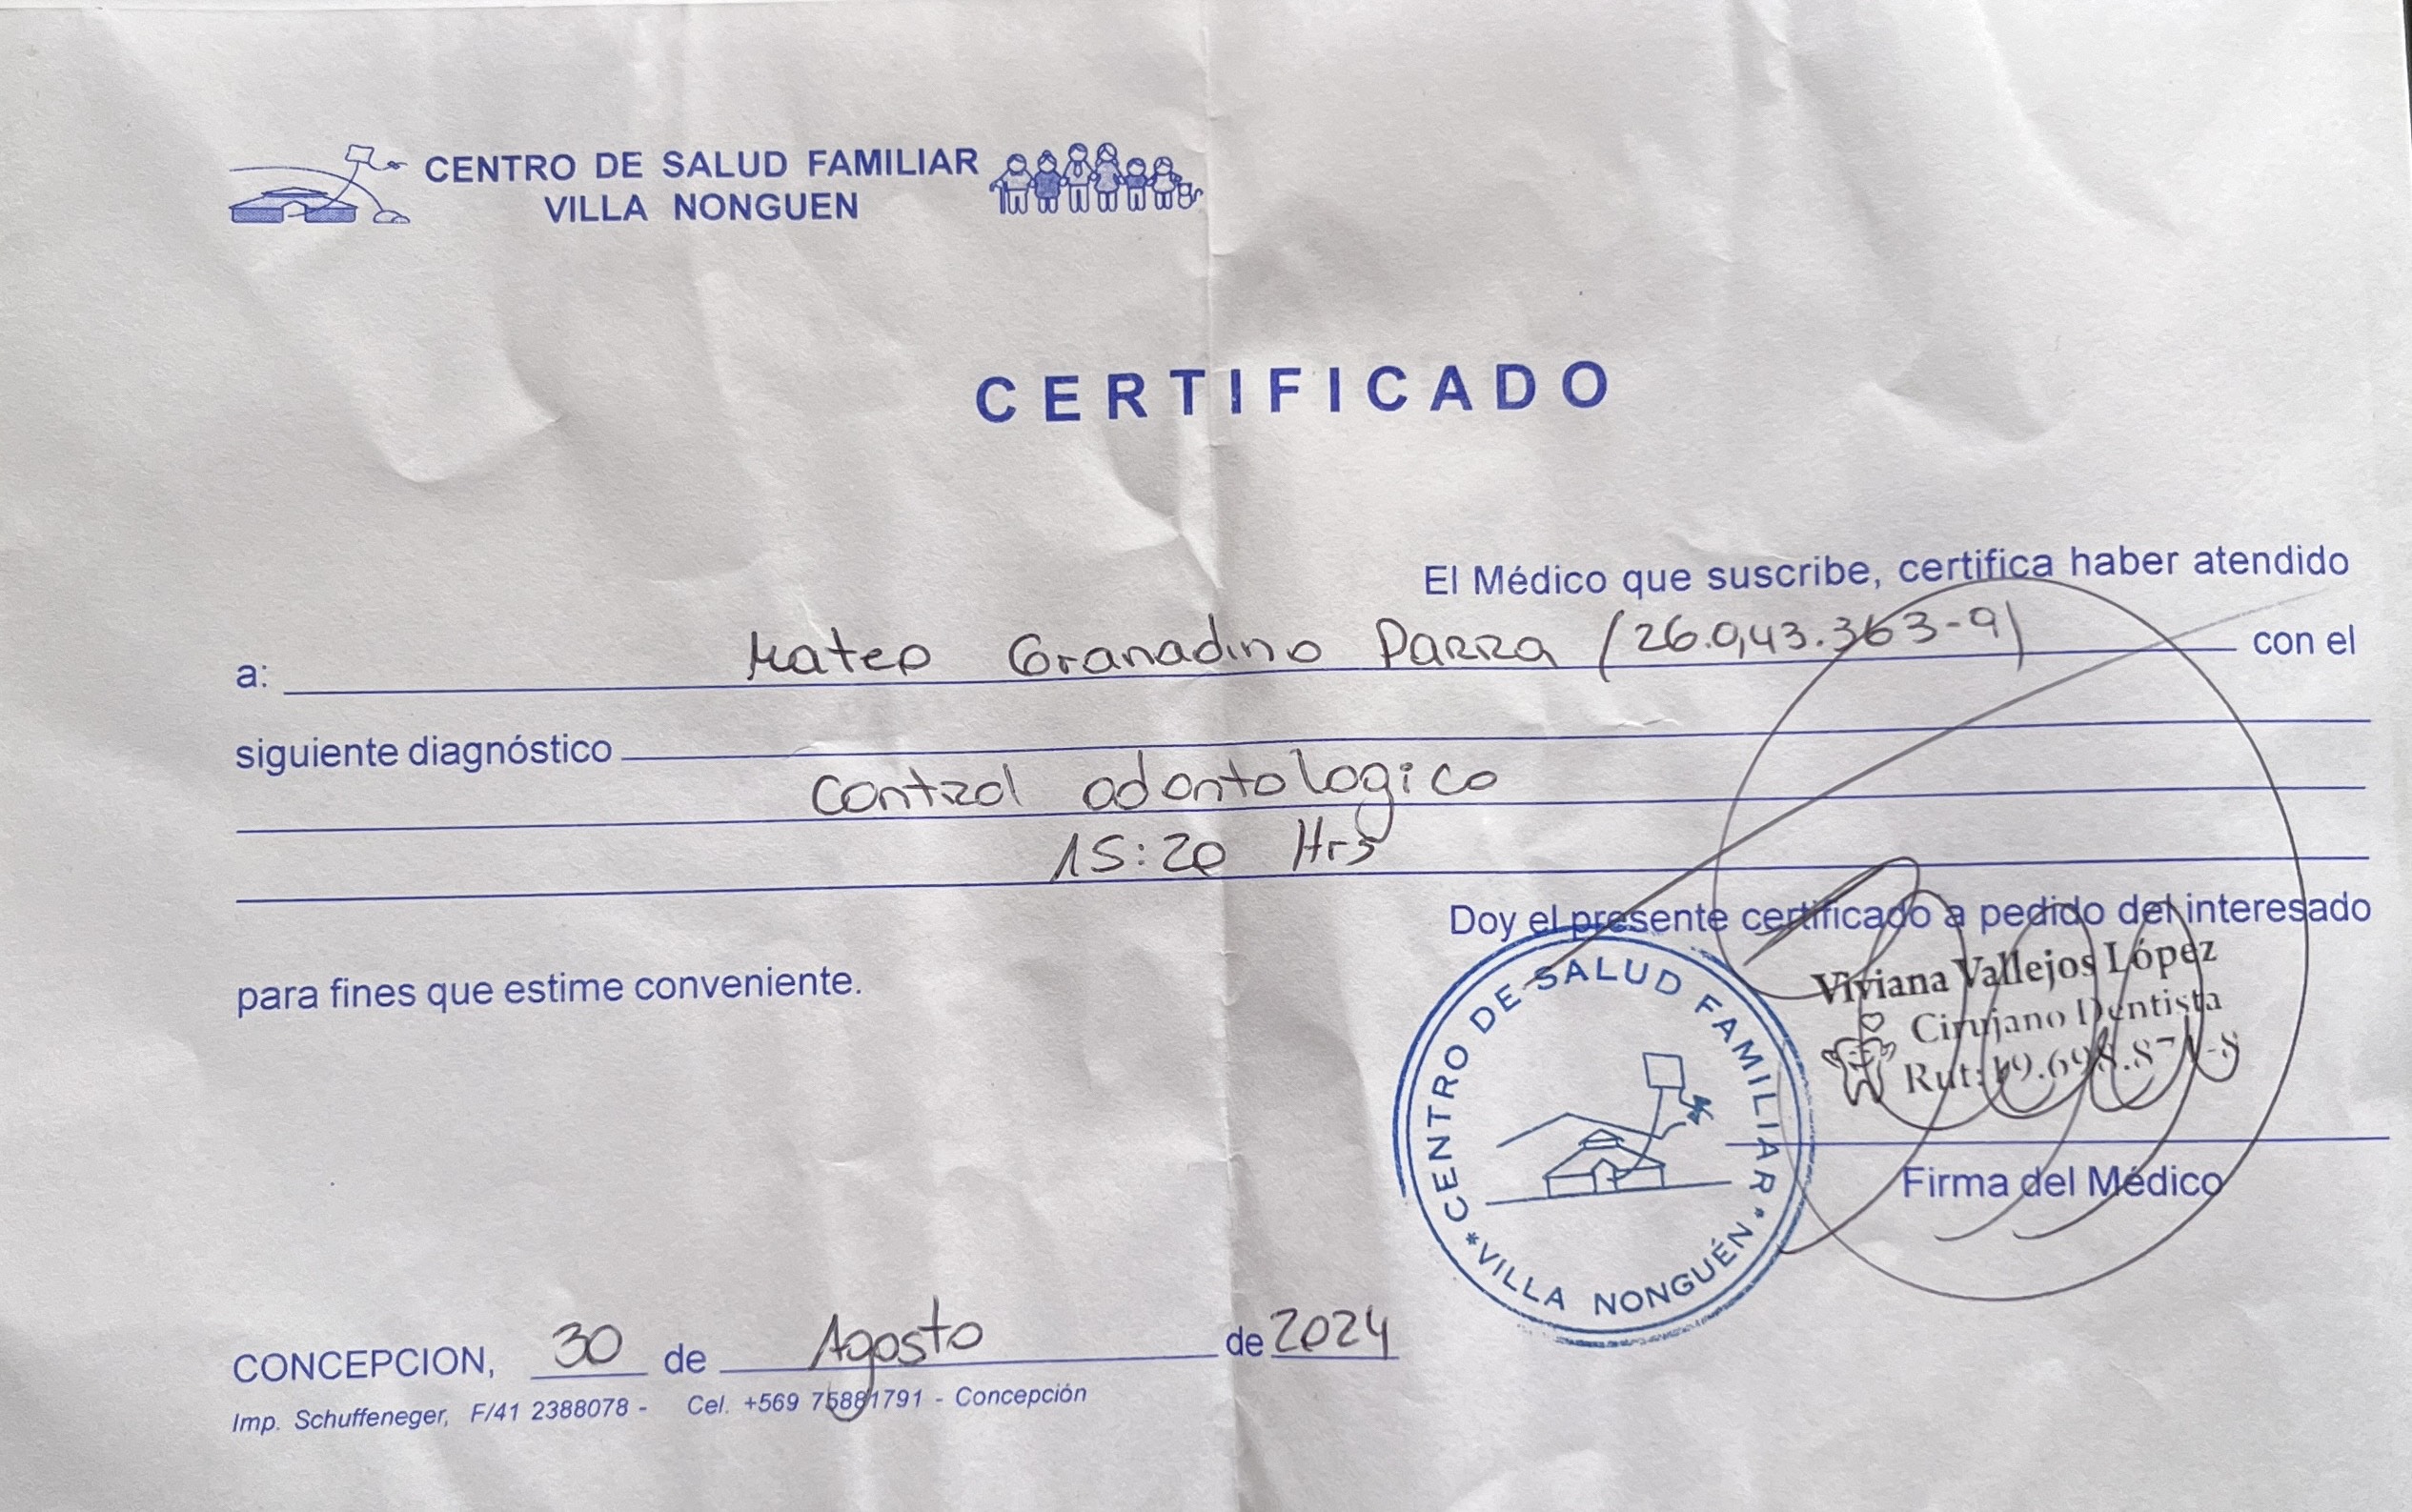 CENTRO DE SALUD FAMILIAR
VILLA NONGUEN
CERTIFICADO
El Médico que suscribe, certifica haber atendido
a: Mateo Granadino Parra (26.043.363-9) con el
siguiente diagnóstico
Control odontologico
15:20 Hrs
Doy el presente certificado a pedido del interesado
para fines que estime conveniente.
Viviana Vallejos López
Cirujano Dentista
Rut:
CENTRO DE SALUD FAMILIAR
* VILLA NONGUÉN *
Firma del Médico
CONCEPCION, 30 de Agosto de 2024
Imp. Schuffeneger, F/41 2388078 - Cel. +569 75881791 - Concepción